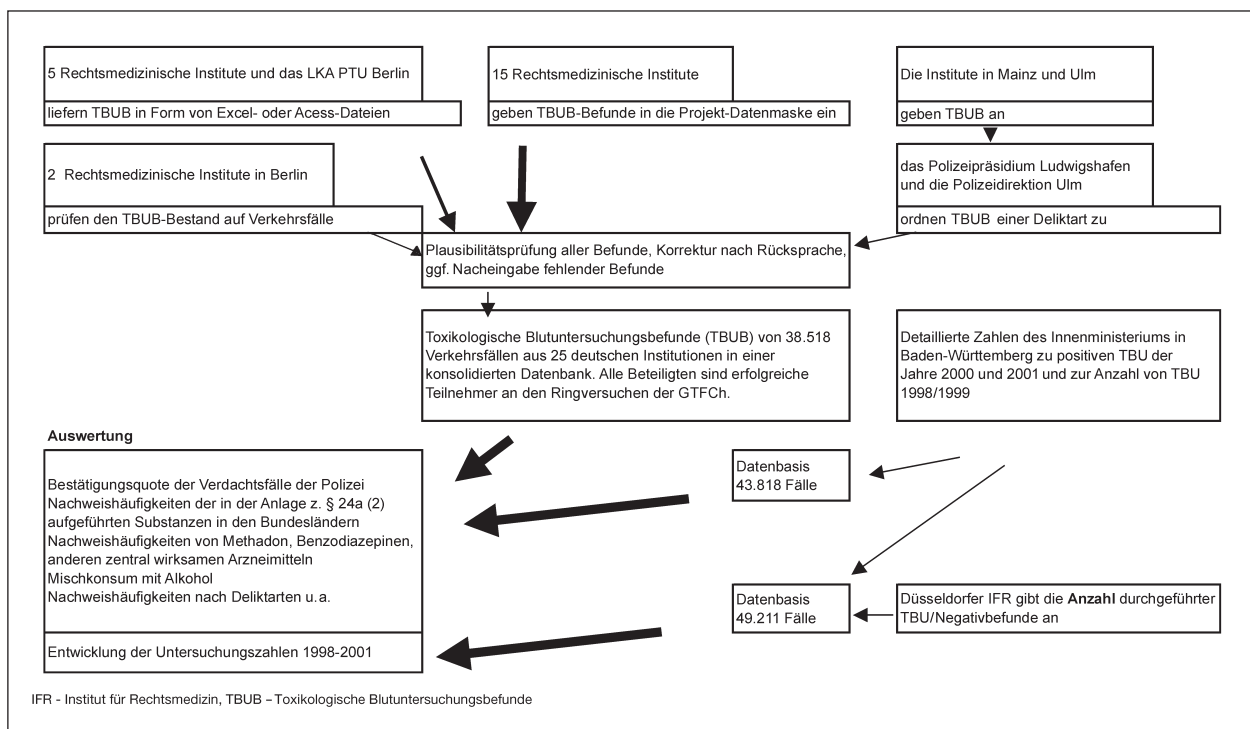 5 Rechtsmedizinische Institute und das LKA PTU Berlin
liefern TBUB in Form von Excel- oder Acess-Dateien
15 Rechtsmedizinische Institute
geben TBUB-Befunde in die Projekt-Datenmaske ein
Die Institute in Mainz und Ulm
geben TBUB an
2 Rechtsmedizinische Institute in Berlin
prüfen den TBUB-Bestand auf Verkehrsfälle
das Polizeipräsidium Ludwigshafen
und die Polizeidirektion Ulm
ordnen TBUB einer Deliktart zu
Plausibilitätsprüfung aller Befunde, Korrektur nach Rücksprache,
ggf. Nacheingabe fehlender Befunde
Toxikologische Blutuntersuchungsbefunde (TBUB) von 38.518
Verkehrsfällen aus 25 deutschen Institutionen in einer
konsolidierten Datenbank. Alle Beteiligten sind erfolgreiche
Teilnehmer an den Ringversuchen der GTFCh.
Detaillierte Zahlen des Innenministeriums in
Baden-Württemberg zu positiven TBU der
Jahre 2000 und 2001 und zur Anzahl von TBU
1998/1999
Auswertung
Bestätigungsquote der Verdachtsfälle der Polizei
Nachweishäufigkeiten der in der Anlage z. § 24a (2)
aufgeführten Substanzen in den Bundesländern
Nachweishäufigkeiten von Methadon, Benzodiazepinen,
anderen zentral wirksamen Arzneimitteln
Mischkonsum mit Alkohol
Nachweishäufigkeiten nach Deliktarten u.a.
Datenbasis
43.818 Fälle
Datenbasis
49.211 Fälle
Düsseldorfer IFR gibt die Anzahl durchgeführter
TBU/Negativbefunde an
Entwicklung der Untersuchungszahlen 1998-2001
IFR - Institut für Rechtsmedizin, TBUB – Toxikologische Blutuntersuchungsbefunde